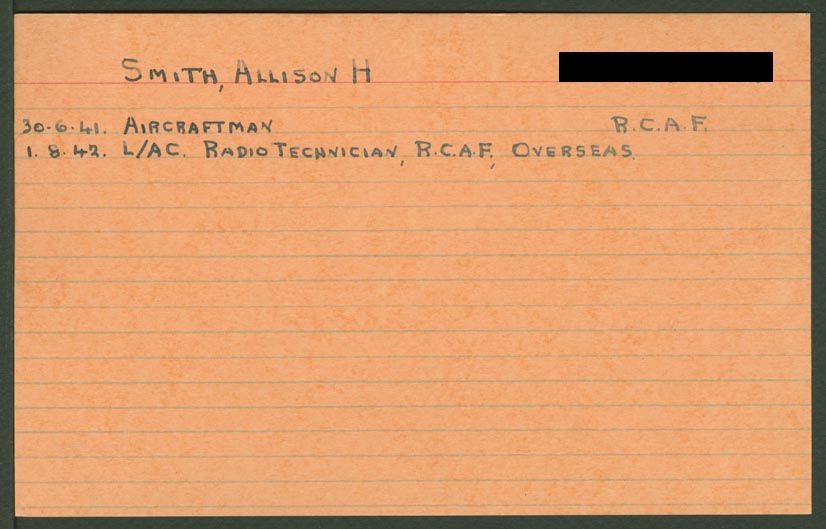 SMITH, ALLISON H
30.6.41. AIRCRAFTMAN R.C.A.F.
1.8.42. L/AC. RADIO TECHNICIAN, R.C.A.F., OVERSEAS.